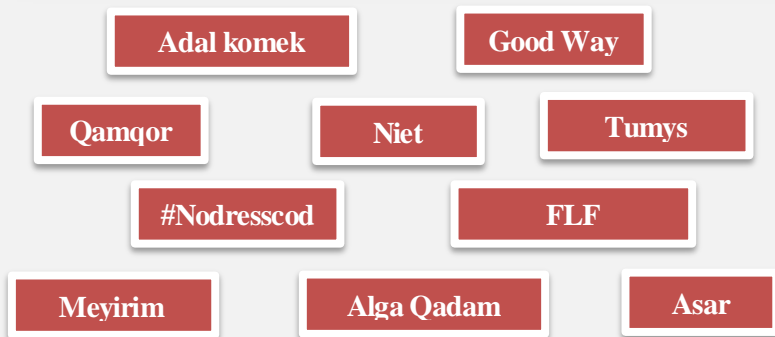 Adal komek
Good Way
Qamqor
Niet
Tumys
#Nodresscod
FLF
Meyirim
Alga Qadam
Asar